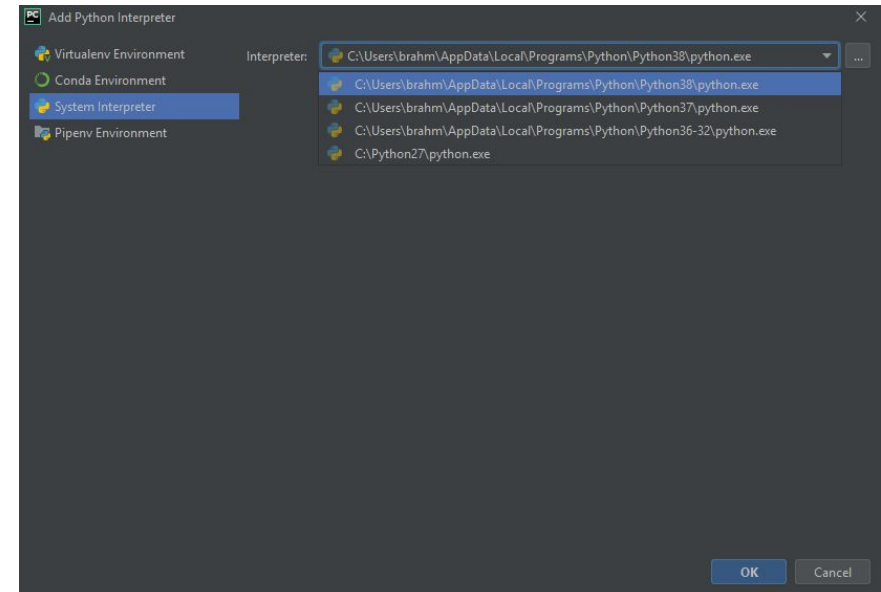 PC Add Python Interpreter
Virtualenv Environment
Conda Environment
System Interpreter
Pipenv Environment
Interpreter: C:\Users\brahm\AppData\Local\Programs\Python\Python38\python.exe ...
C:\Users\brahm\AppData\Local\Programs\Python\Python38\python.exe
C:\Users\brahm\AppData\Local\Programs\Python\Python37\python.exe
C:\Users\brahm\AppData\Local\Programs\Python\Python36-32\python.exe
C:\Python27\python.exe
OK Cancel